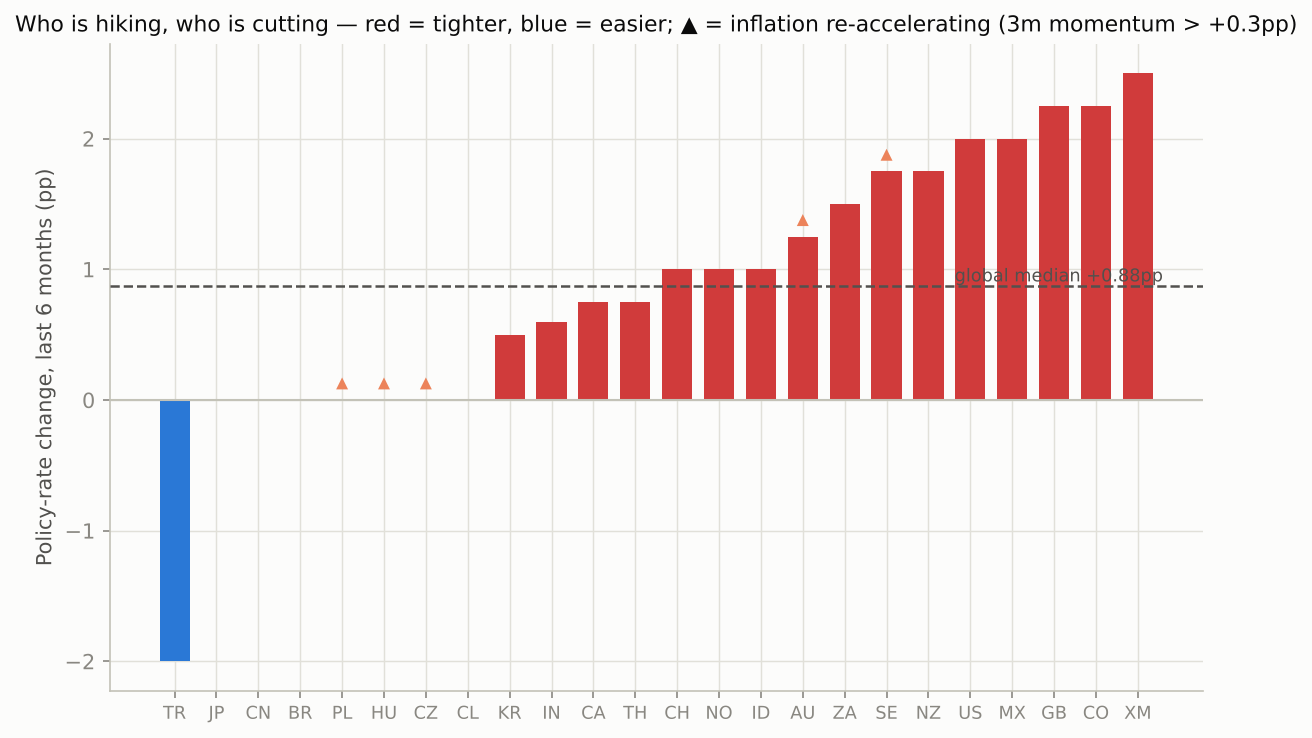 Who is hiking, who is cutting — red = tighter, blue = easier; ▲ = inflation re-accelerating (3m momentum > +0.3pp)
Policy-rate change, last 6 months (pp)
2
1
0
−1
−2
global median +0.88pp
TR JP CN BR PL HU CZ CL KR IN CA TH CH NO ID AU ZA SE NZ US MX GB CO XM